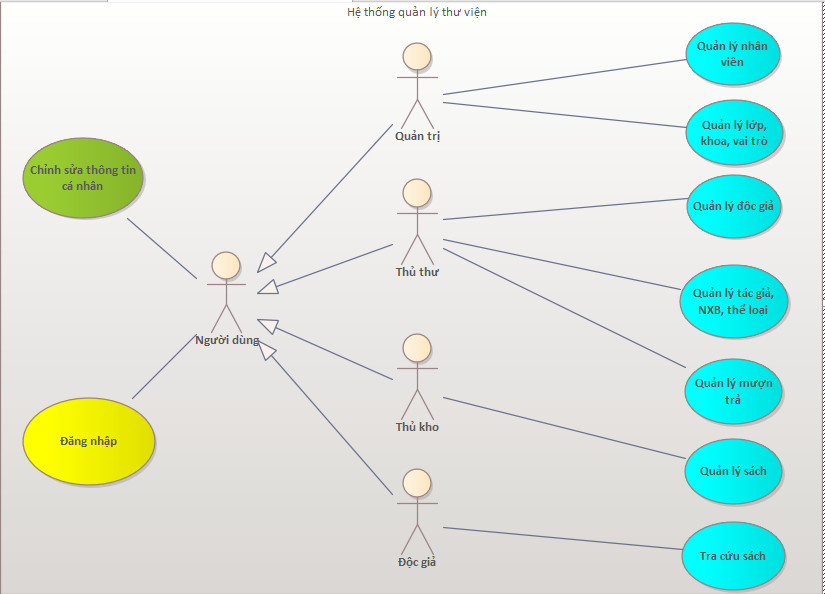 Hệ thống quản lý thư viện
Quản lý nhân
viên
Quản trị
Quản lý lớp,
khoa, vai trò
Chỉnh sửa thông tin
cá nhân
Quản lý độc giả
Thủ thư
Quản lý tác giả,
NXB, thể loại
Người dùng
Quản lý mượn
trả
Thủ kho
Đăng nhập
Quản lý sách
Độc giả
Tra cứu sách